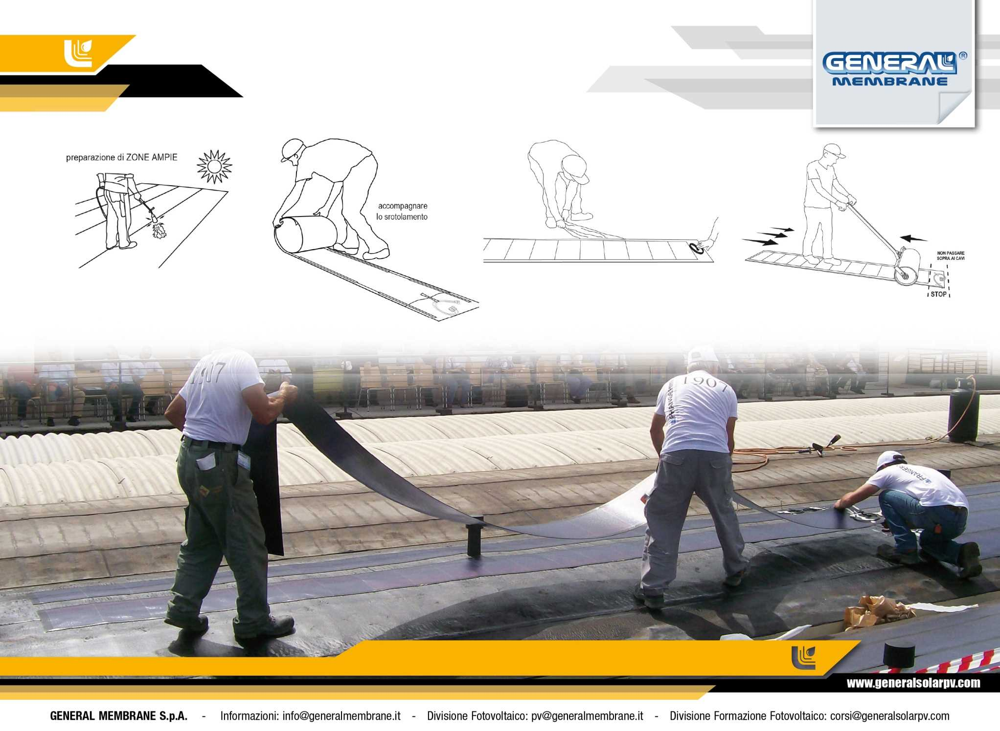 GENERAL®
MEMBRANE
preparazione di ZONE AMPIE
accompagnare
lo srotolamento
NON PASSARE
SOPRA AI CAVI
STOP
1907
1907
FRANGER
www.generalsolarpv.com
GENERAL MEMBRANE S.p.A. - Informazioni: info@generalmembrane.it - Divisione Fotovoltaico: pv@generalmembrane.it - Divisione Formazione Fotovoltaico: corsi@generalsolarpv.com